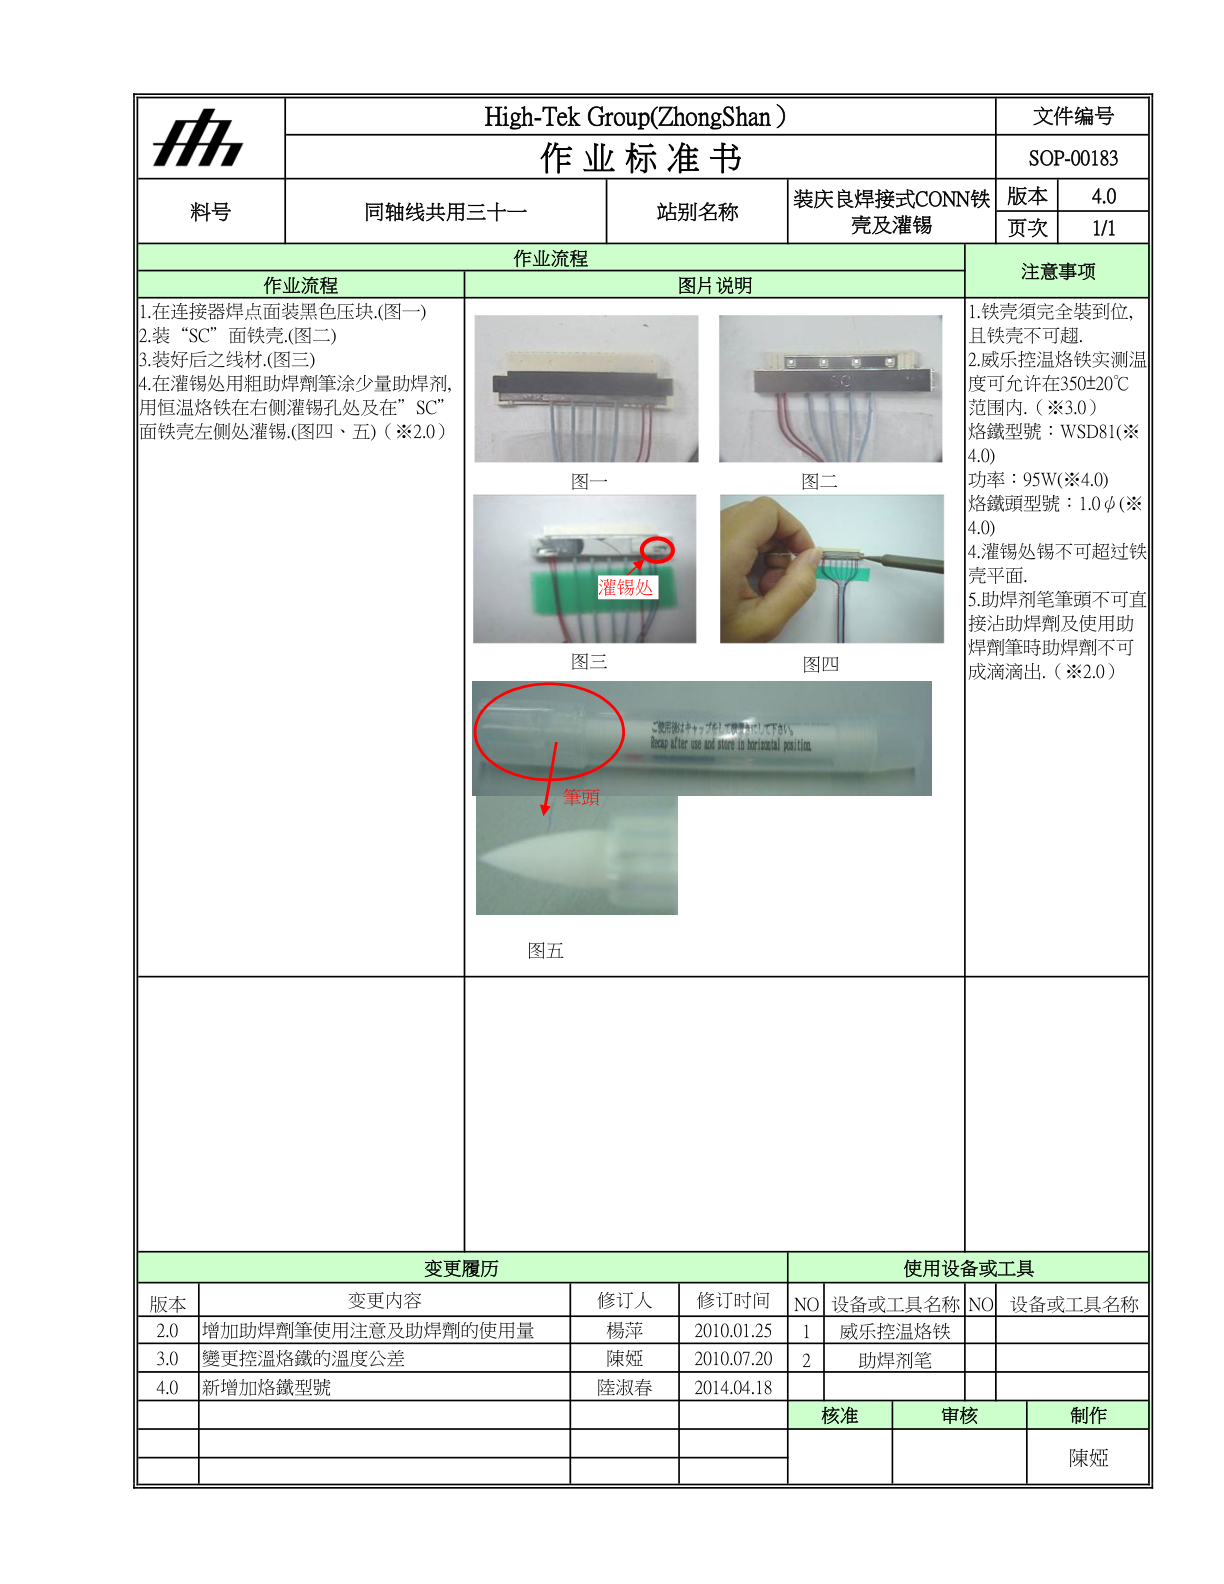 High-Tek Group(ZhongShan）
文件编号
作 业 标 准 书
SOP-00183
料号
同轴线共用三十一
站别名称
装庆良焊接式CONN铁
壳及灌锡
版本
4.0
页次
1/1
作业流程
注意事项
作业流程
图片说明
1.在连接器焊点面装黑色压块.(图一)
2.装“SC”面铁壳.(图二)
3.装好后之线材.(图三)
4.在灌锡处用粗助焊劑筆涂少量助焊剂,
用恒温烙铁在右侧灌锡孔处及在”SC”
面铁壳左侧处灌锡.(图四、五)（※2.0）
SC
图一
图二
灌锡处
图三
图四
ご使用後はキャップをして横置きにして下さい。
Recap after use and store in horizontal position.
筆頭
图五
1.铁壳須完全裝到位,
且铁壳不可趐.
2.威乐控温烙铁实测温
度可允许在350±20℃
范围内.（※3.0）
烙鐵型號：WSD81(※
4.0)
功率：95W(※4.0)
烙鐵頭型號：1.0φ(※
4.0)
4.灌锡处锡不可超过铁
壳平面.
5.助焊剂笔筆頭不可直
接沾助焊劑及使用助
焊劑筆時助焊劑不可
成滴滴出.（※2.0）
变更履历
使用设备或工具
版本
变更内容
修订人
修订时间
NO
设备或工具名称
NO
设备或工具名称
2.0
增加助焊劑筆使用注意及助焊劑的使用量
楊萍
2010.01.25
1
威乐控温烙铁
3.0
變更控溫烙鐵的溫度公差
陳婭
2010.07.20
2
助焊剂笔
4.0
新增加烙鐵型號
陸淑春
2014.04.18
核准
审核
制作
陳婭